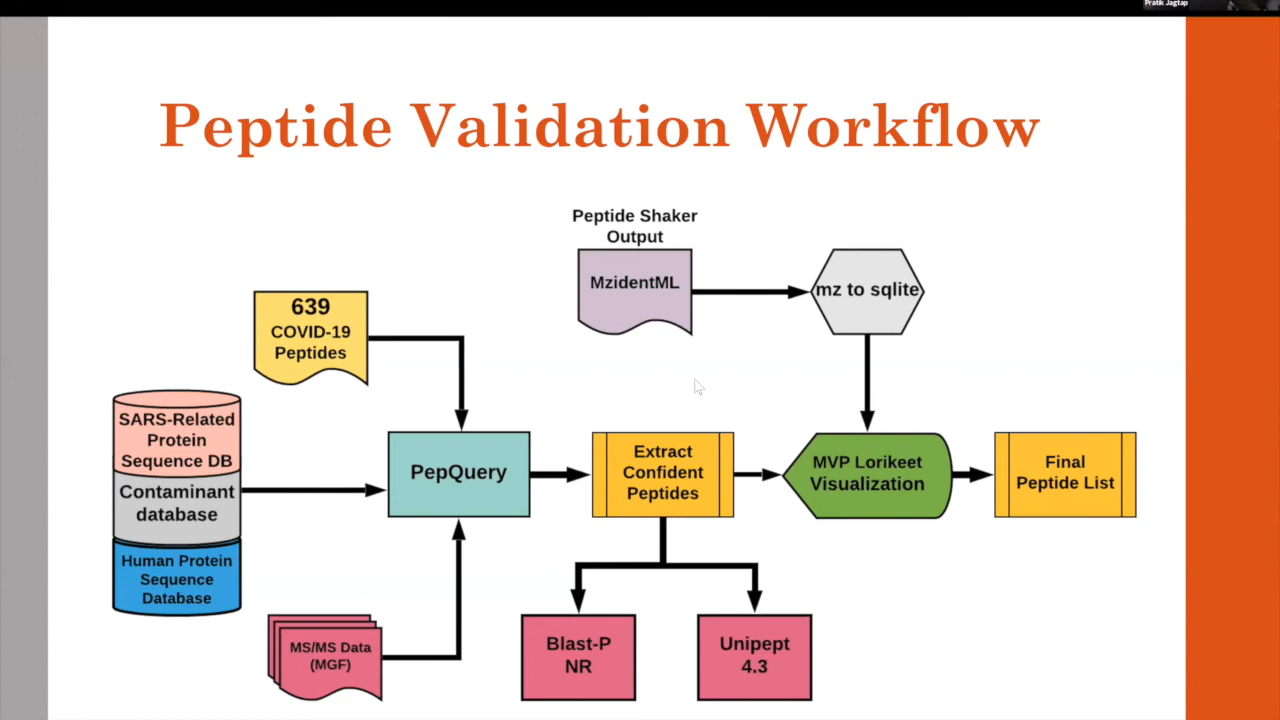 Pratik Jagtap
Peptide Validation Workflow
Peptide Shaker
Output
MzidentML
mz to sqlite
639
COVID-19
Peptides
SARS-Related
Protein
Sequence DB
Contaminant
database
Human Protein
Sequence
Database
PepQuery
Extract
Confident
Peptides
MVP Lorikeet
Visualization
Final
Peptide List
MS/MS Data
(MGF)
Blast-P
NR
Unipept
4.3